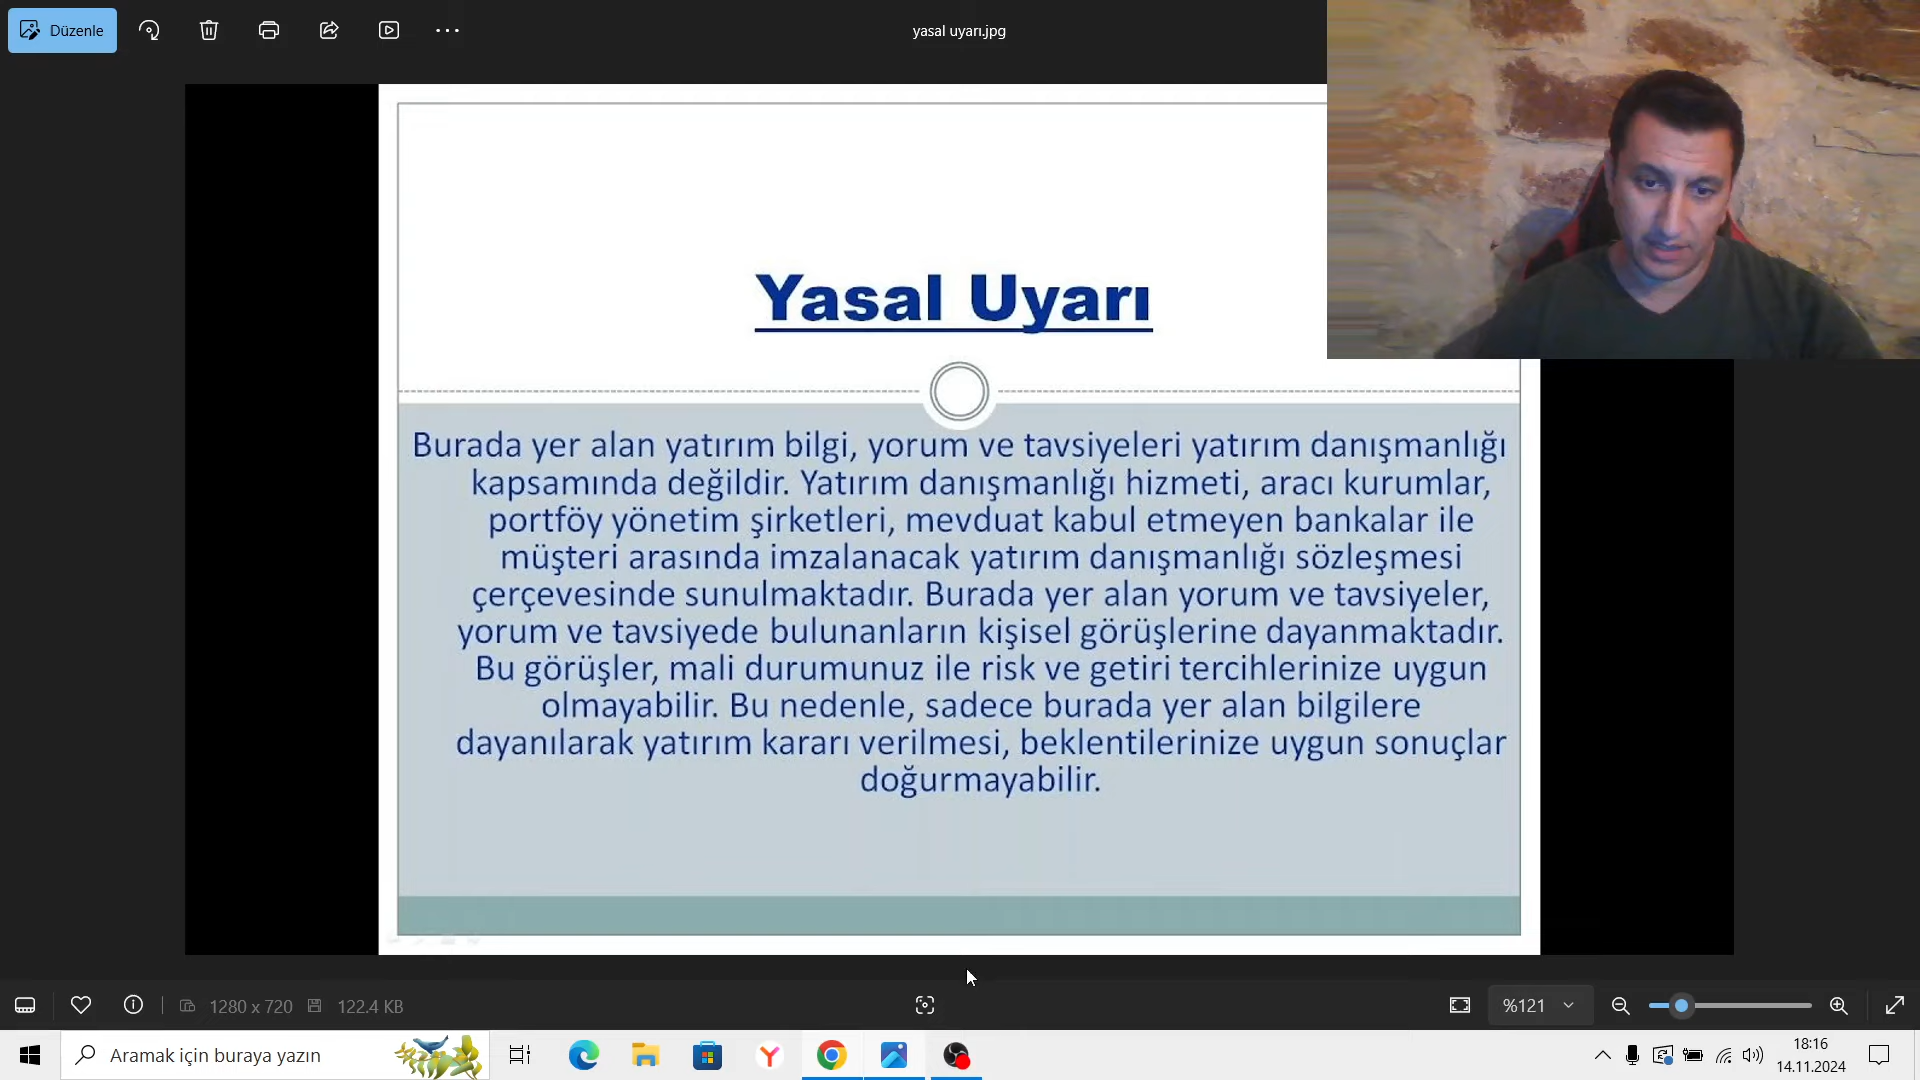 Düzenle
yasal uyarı.jpg
Yasal Uyarı
Burada yer alan yatırım bilgi, yorum ve tavsiyeleri yatırım danışmanlığı
kapsamında değildir. Yatırım danışmanlığı hizmeti, aracı kurumlar,
portföy yönetim şirketleri, mevduat kabul etmeyen bankalar ile
müşteri arasında imzalanacak yatırım danışmanlığı sözleşmesi
çerçevesinde sunulmaktadır. Burada yer alan yorum ve tavsiyeler,
yorum ve tavsiyede bulunanların kişisel görüşlerine dayanmaktadır.
Bu görüşler, mali durumunuz ile risk ve getiri tercihlerinize uygun
olmayabilir. Bu nedenle, sadece burada yer alan bilgilere
dayanılarak yatırım kararı verilmesi, beklentilerinize uygun sonuçlar
doğurmayabilir.
1280 x 720 122.4 KB
%121
Aramak için buraya yazın
18:16
14.11.2024